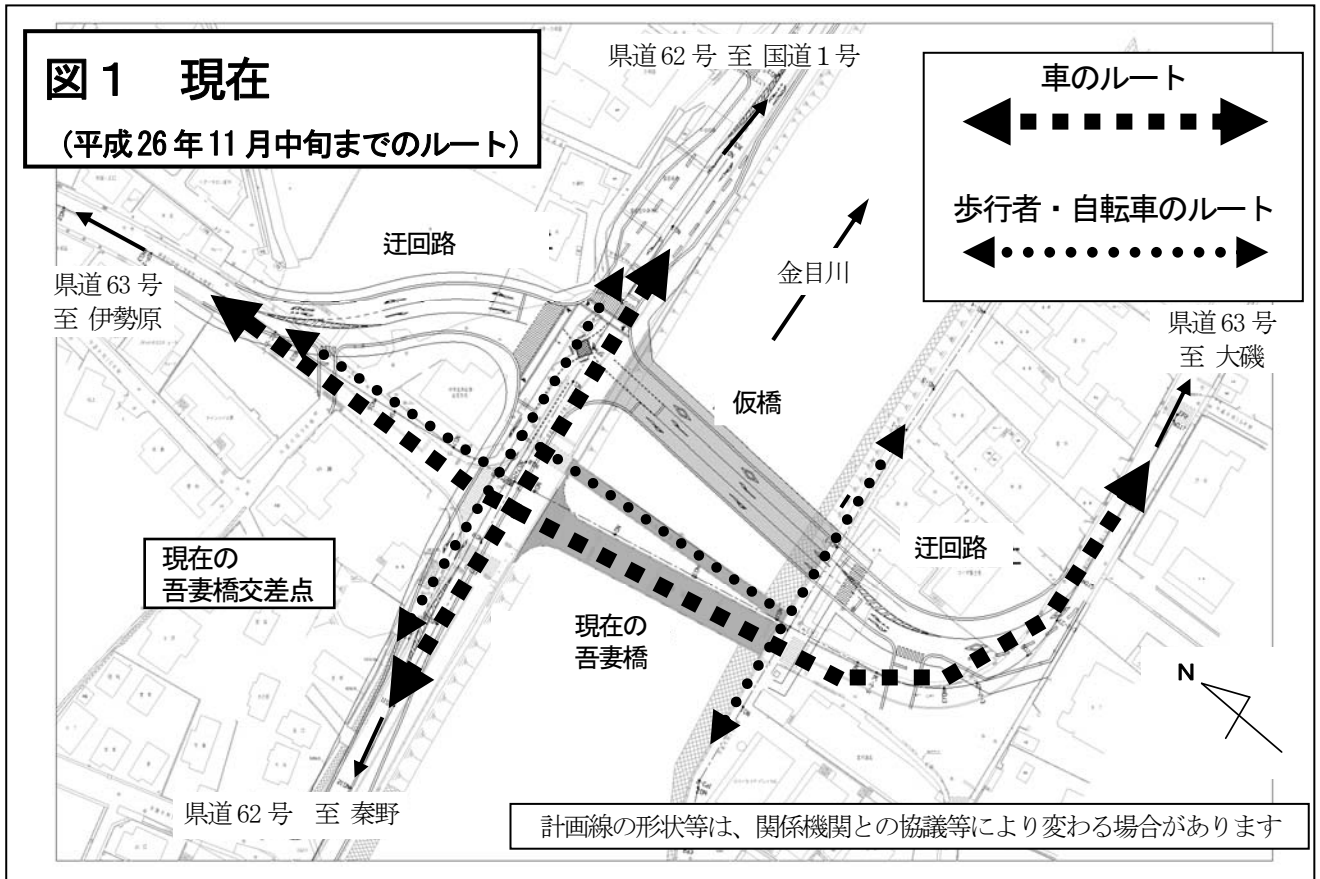 図1　現在
(平成26年11月中旬までのルート)
県道62号 至 国道1号
車のルート
歩行者・自転車のルート
迂回路
県道63号
至 伊勢原
金目川
県道63号
至 大磯
仮橋
現在の
吾妻橋交差点
迂回路
現在の
吾妻橋
N
県道62号 至 秦野
計画線の形状等は、関係機関との協議等により変わる場合があります